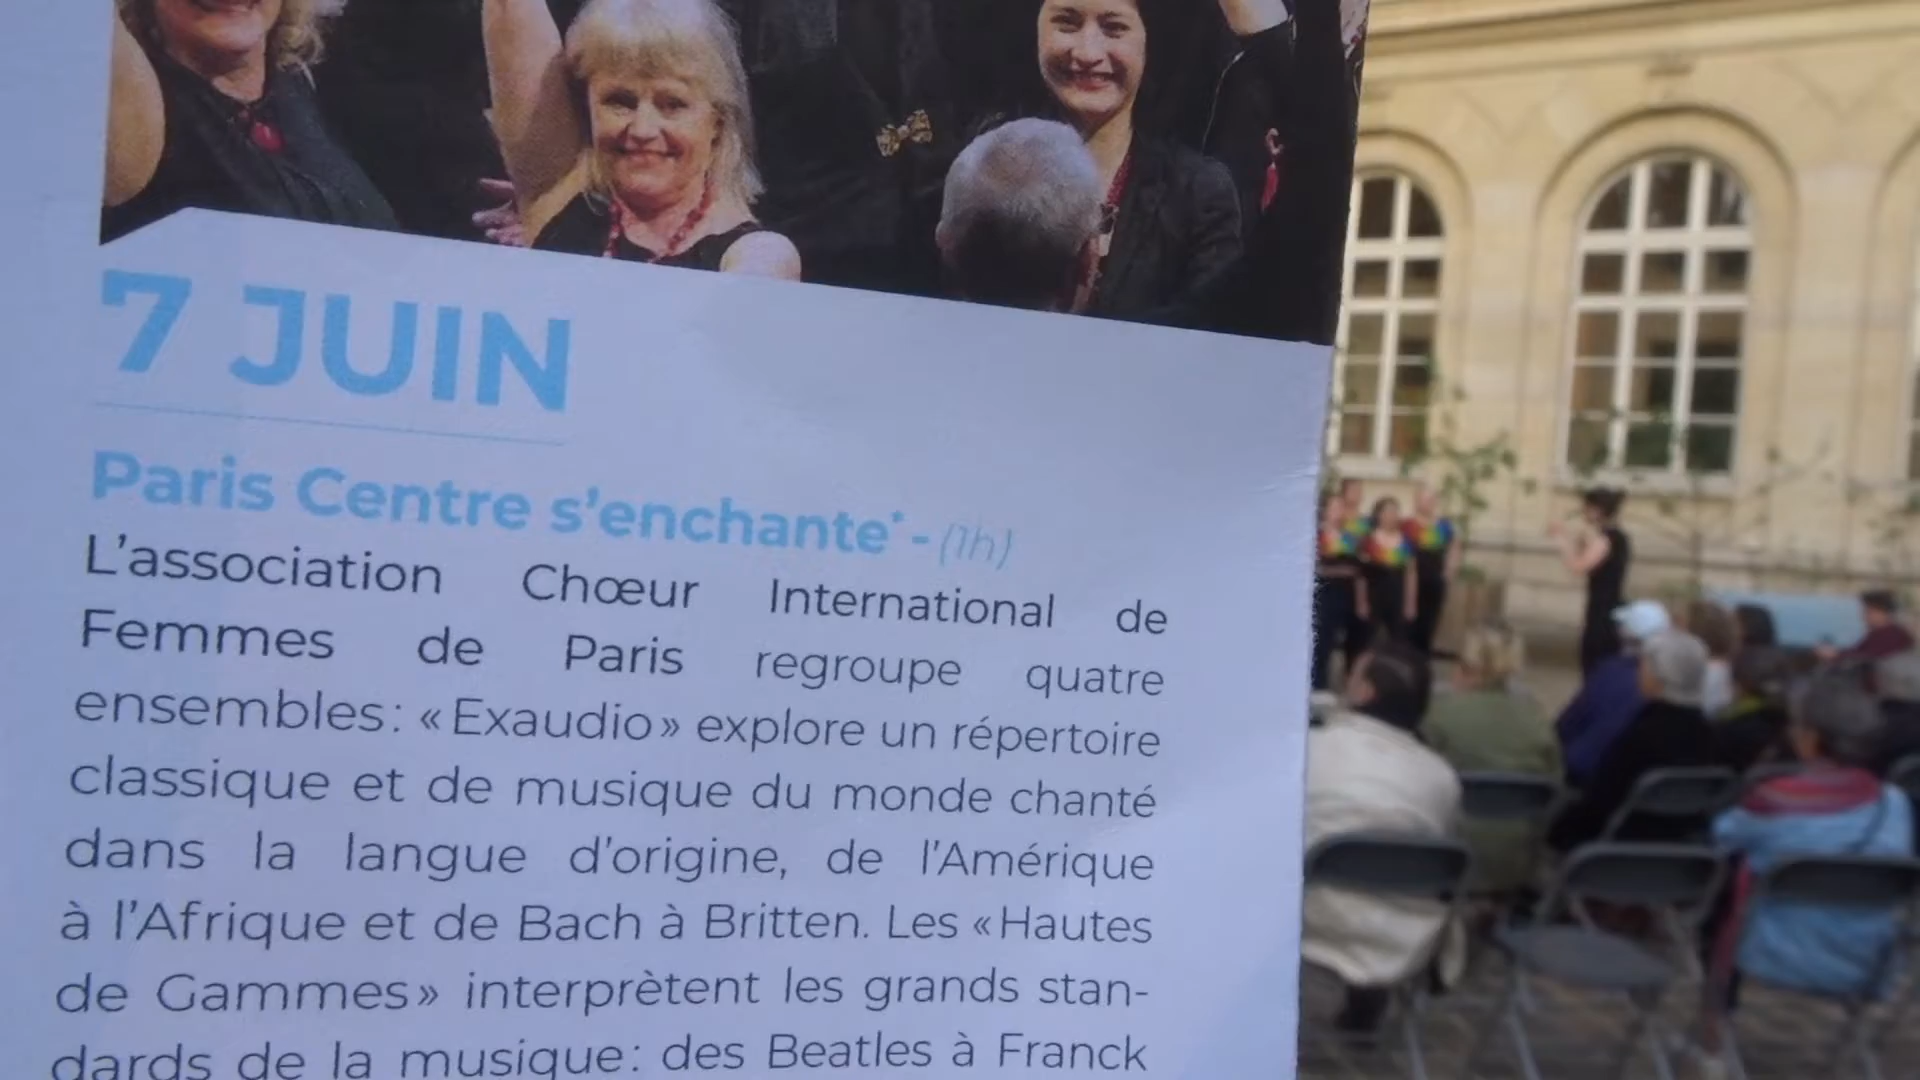 7 JUIN
Paris Centre s'enchante* - (1h)
L'association Chœur International de
Femmes de Paris regroupe quatre
ensembles : « Exaudio » explore un répertoire
classique et de musique du monde chanté
dans la langue d'origine, de l'Amérique
à l'Afrique et de Bach à Britten. Les « Hautes
de Gammes » interprètent les grands stan-
dards de la musique : des Beatles à Franck